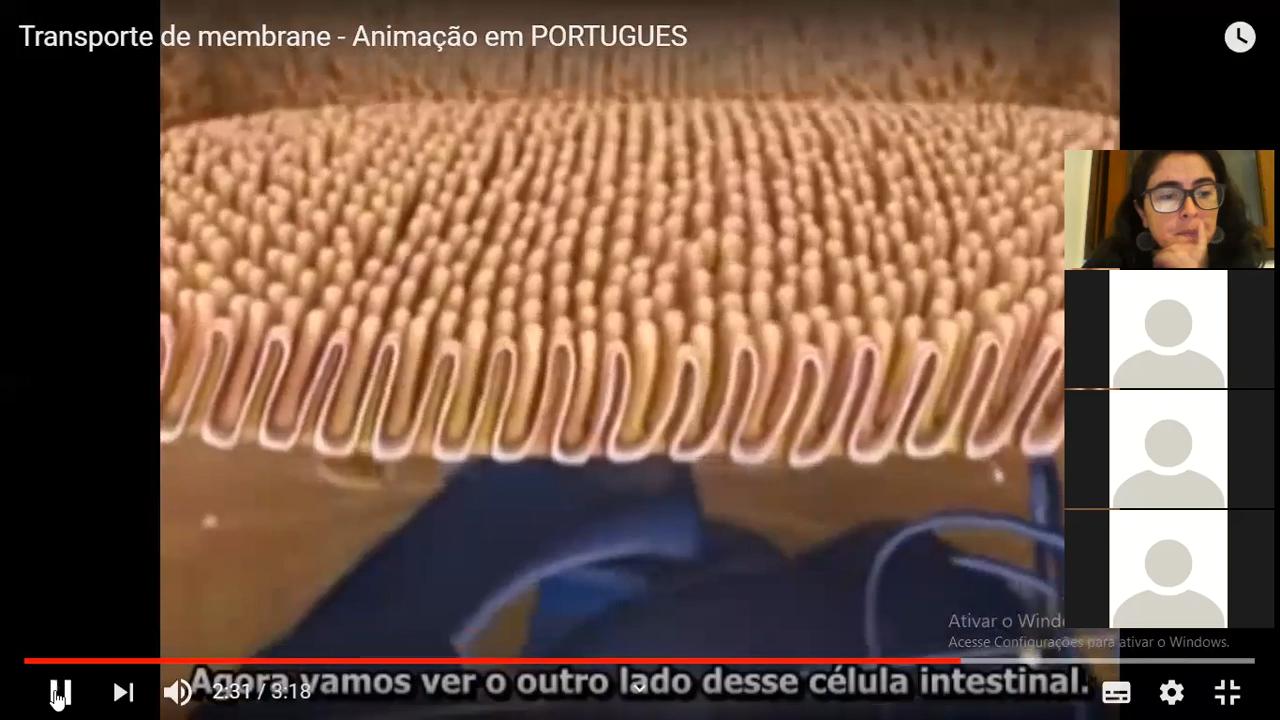 Transporte de membrane - Animação em PORTUGUES
Ativar o Wind
Acesse Configurações para ativar o Windows.
Agora vamos ver o outro lado desse célula intestinal.
2:31 / 3:18